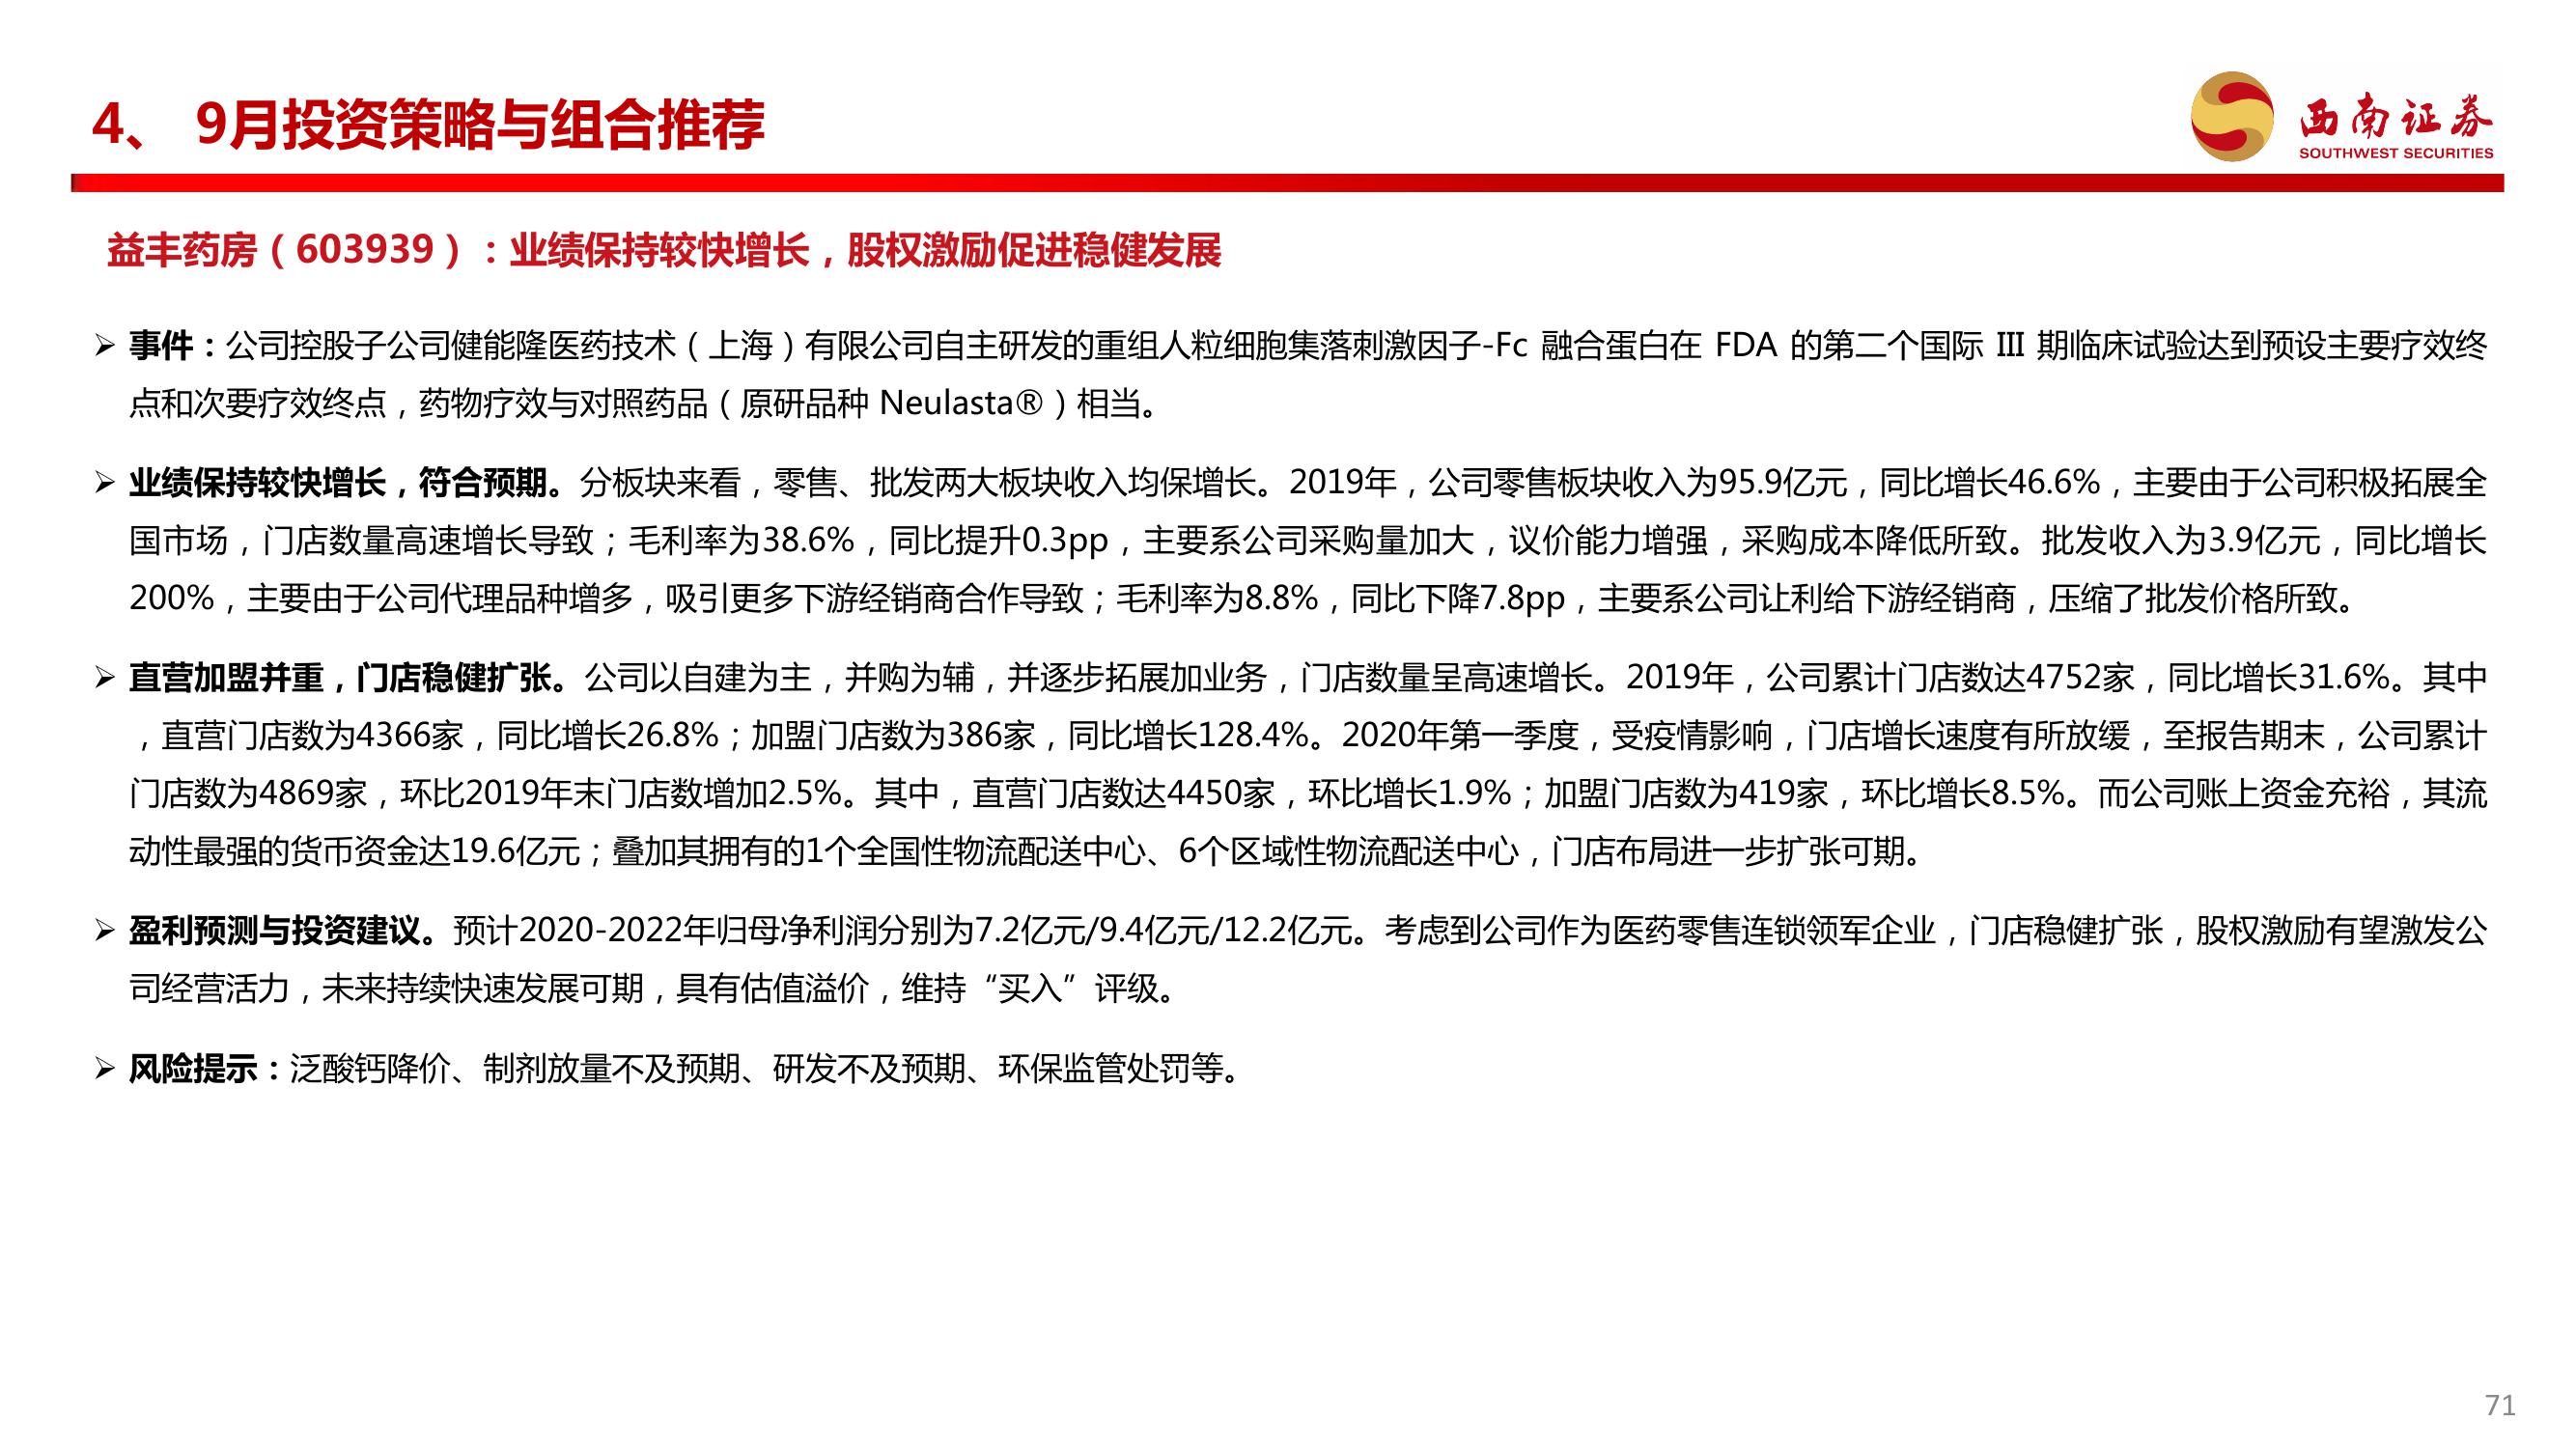 4、 9月投资策略与组合推荐
西南证券
SOUTHWEST SECURITIES
益丰药房（603939）：业绩保持较快增长，股权激励促进稳健发展
➢ 事件：公司控股子公司健能隆医药技术（上海）有限公司自主研发的重组人粒细胞集落刺激因子-Fc 融合蛋白在 FDA 的第二个国际 III 期临床试验达到预设主要疗效终
点和次要疗效终点，药物疗效与对照药品（原研品种 Neulasta®）相当。
➢ 业绩保持较快增长，符合预期。分板块来看，零售、批发两大板块收入均保增长。2019年，公司零售板块收入为95.9亿元，同比增长46.6%，主要由于公司积极拓展全
国市场，门店数量高速增长导致；毛利率为38.6%，同比提升0.3pp，主要系公司采购量加大，议价能力增强，采购成本降低所致。批发收入为3.9亿元，同比增长
200%，主要由于公司代理品种增多，吸引更多下游经销商合作导致；毛利率为8.8%，同比下降7.8pp，主要系公司让利给下游经销商，压缩了批发价格所致。
➢ 直营加盟并重，门店稳健扩张。公司以自建为主，并购为辅，并逐步拓展加业务，门店数量呈高速增长。2019年，公司累计门店数达4752家，同比增长31.6%。其中
，直营门店数为4366家，同比增长26.8%；加盟门店数为386家，同比增长128.4%。2020年第一季度，受疫情影响，门店增长速度有所放缓，至报告期末，公司累计
门店数为4869家，环比2019年末门店数增加2.5%。其中，直营门店数达4450家，环比增长1.9%；加盟门店数为419家，环比增长8.5%。而公司账上资金充裕，其流
动性最强的货币资金达19.6亿元；叠加其拥有的1个全国性物流配送中心、6个区域性物流配送中心，门店布局进一步扩张可期。
➢ 盈利预测与投资建议。预计2020-2022年归母净利润分别为7.2亿元/9.4亿元/12.2亿元。考虑到公司作为医药零售连锁领军企业，门店稳健扩张，股权激励有望激发公
司经营活力，未来持续快速发展可期，具有估值溢价，维持“买入”评级。
➢ 风险提示：泛酸钙降价、制剂放量不及预期、研发不及预期、环保监管处罚等。
71